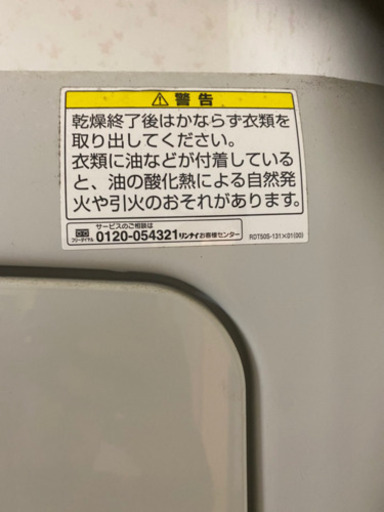 ⚠警告
乾燥終了後はかならず衣類を
取り出してください。
衣類に油などが付着している
と、油の酸化熱による自然発
火や引火のおそれがあります。
サービスのご相談は
フリーダイヤル 0120-054321 リンナイお客様センター
RDT50S-131×01(00)